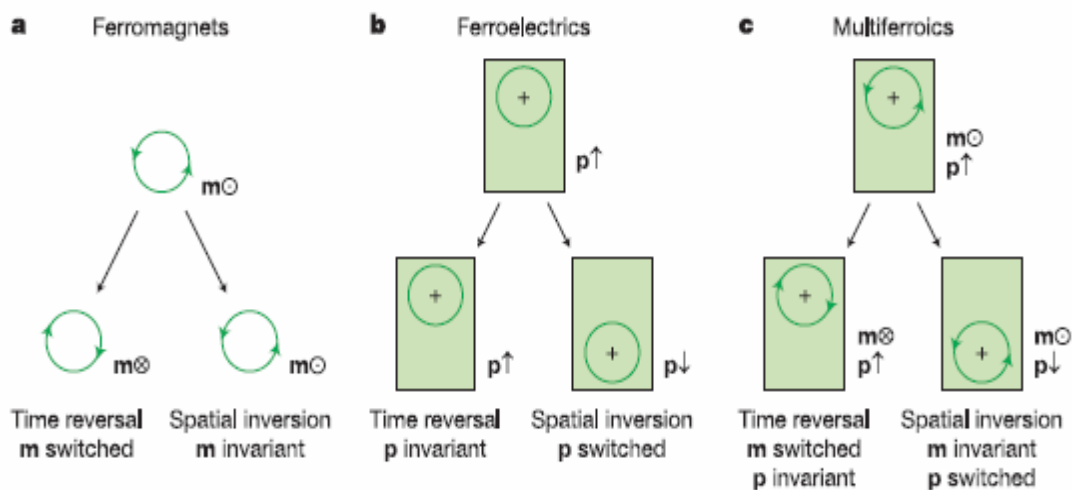 a Ferromagnets
m⊙
m⊗
m⊙
Time reversal
m switched
Spatial inversion
m invariant
b Ferroelectrics
+
p↑
+
p↑
+
p↓
Time reversal
p invariant
Spatial inversion
p switched
c Multiferroics
+
m⊙
p↑
+
m⊗
p↑
+
m⊙
p↓
Time reversal
m switched
p invariant
Spatial inversion
m invariant
p switched